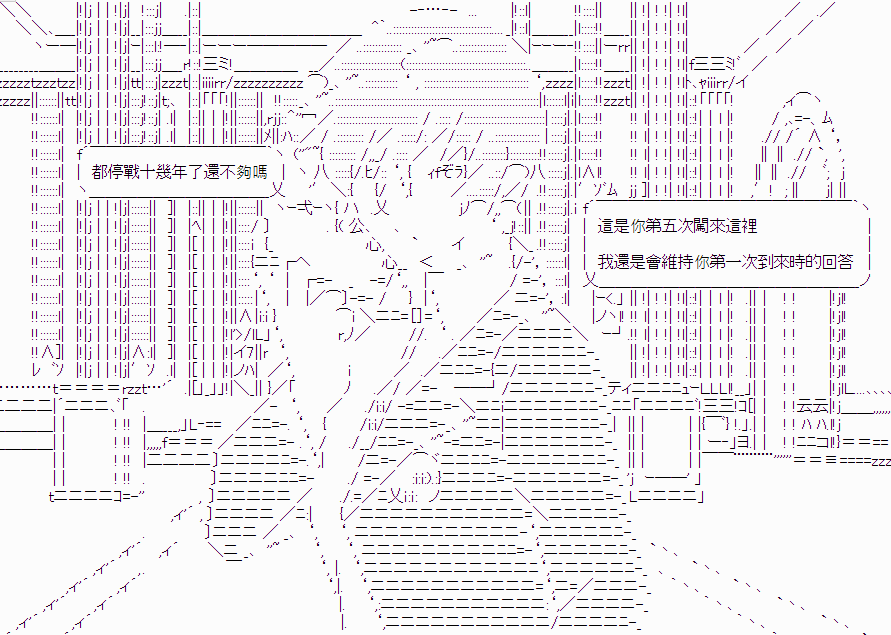 都停戰十幾年了還不夠嗎
這是你第五次闖來這裡
我還是會維持你第一次到來時的回答